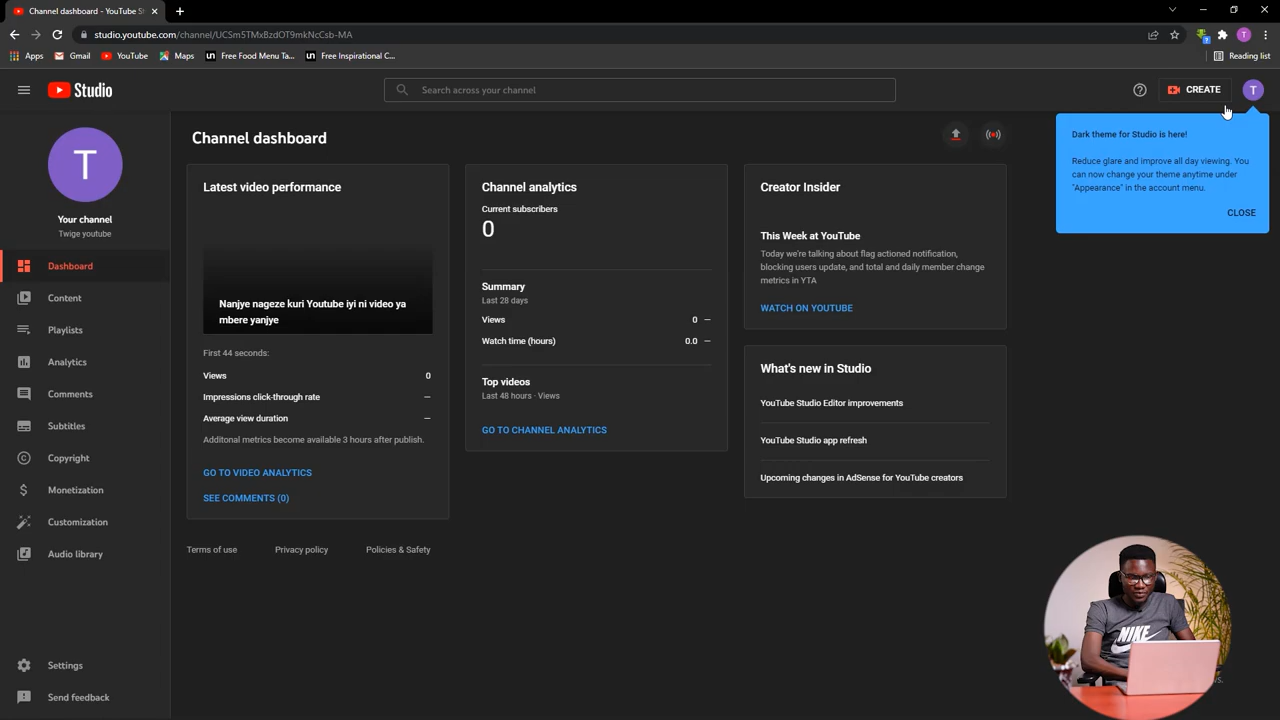 Channel dashboard - YouTube St
studio.youtube.com/channel/UCSm5TMxBzdOT9mkNcCsb-MA
Apps
Gmail
YouTube
Maps
Free Food Menu Ta...
Free Inspirational C...
Reading list
Studio
Search across your channel
CREATE
T
T
Your channel
Twige youtube
Dashboard
Content
Playlists
Analytics
Comments
Subtitles
Copyright
Monetization
Customization
Audio library
Settings
Send feedback
Channel dashboard
Latest video performance
Nanjye nageze kuri Youtube iyi ni video ya
mbere yanjye
First 44 seconds:
Views 0
Impressions click-through rate —
Average view duration —
Additonal metrics become available 3 hours after publish.
GO TO VIDEO ANALYTICS
SEE COMMENTS (0)
Channel analytics
Current subscribers
0
Summary
Last 28 days
Views 0 —
Watch time (hours) 0.0 —
Top videos
Last 48 hours · Views
GO TO CHANNEL ANALYTICS
Creator Insider
This Week at YouTube
Today we're talking about flag actioned notification,
blocking users update, and total and daily member change
metrics in YTA
WATCH ON YOUTUBE
What's new in Studio
YouTube Studio Editor improvements
YouTube Studio app refresh
Upcoming changes in AdSense for YouTube creators
Dark theme for Studio is here!
Reduce glare and improve all day viewing. You
can now change your theme anytime under
"Appearance" in the account menu.
CLOSE
Terms of use
Privacy policy
Policies & Safety
NIKE